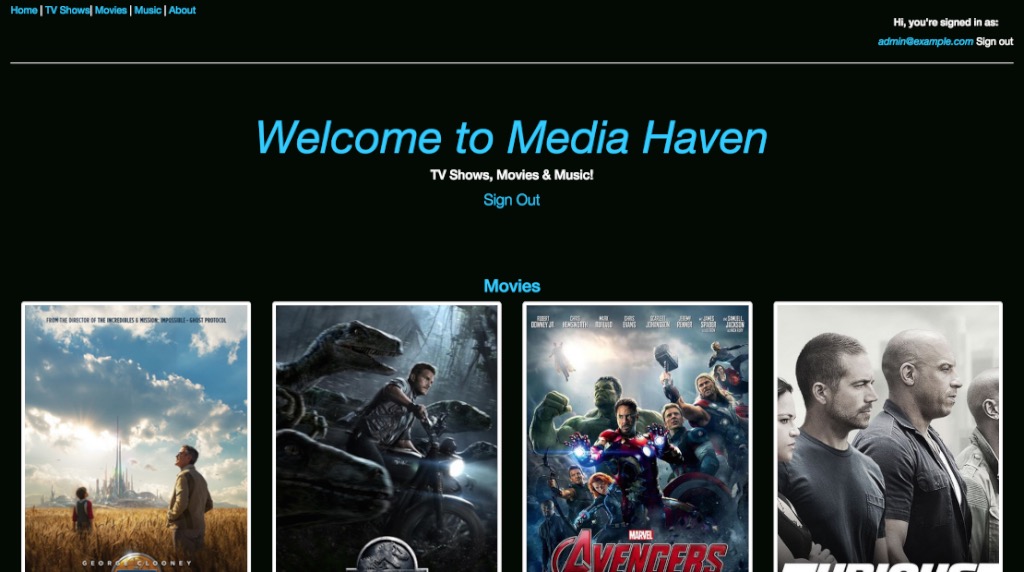 Home | TV Shows| Movies | Music | About
Hi, you're signed in as:
admin@example.com Sign out
Welcome to Media Haven
TV Shows, Movies & Music!
Sign Out
Movies
FROM THE DIRECTOR OF THE INCREDIBLES & MISSION: IMPOSSIBLE - GHOST PROTOCOL
GEORGE CLOONEY
ROBERT DOWNEY JR CHRIS HEMSWORTH MARK RUFFALO CHRIS EVANS SCARLETT JOHANSSON JEREMY RENNER JAMES SPADER SAMUEL L. JACKSON
MARVEL
AVENGERS
FURIOUS 7